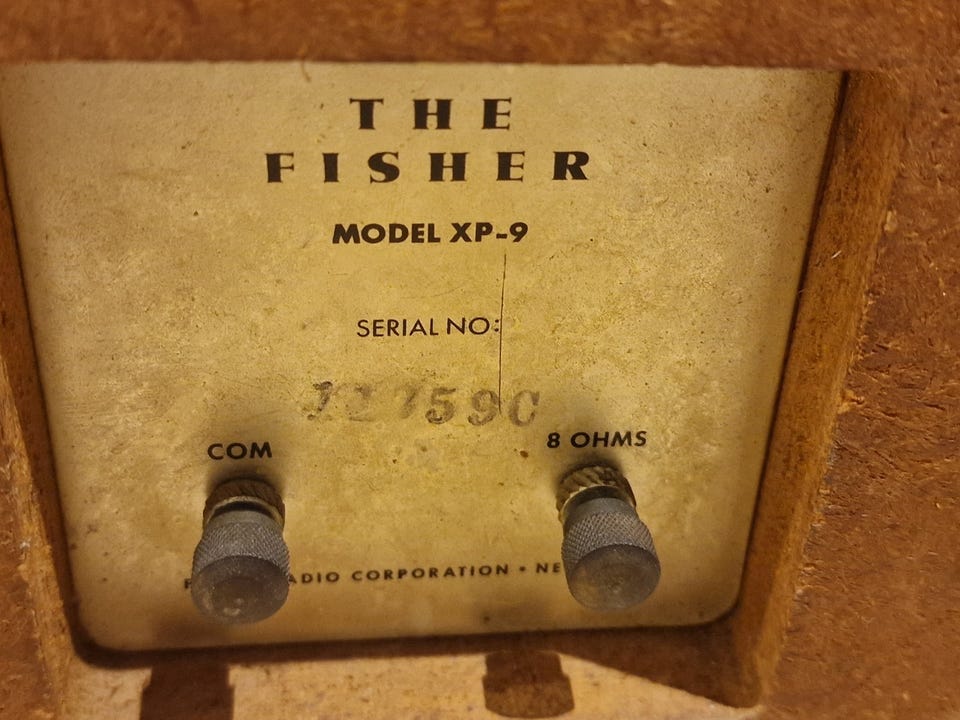 THE
FISHER
MODEL XP-9
SERIAL NO:
COM
8 OHMS
CORPORATION •